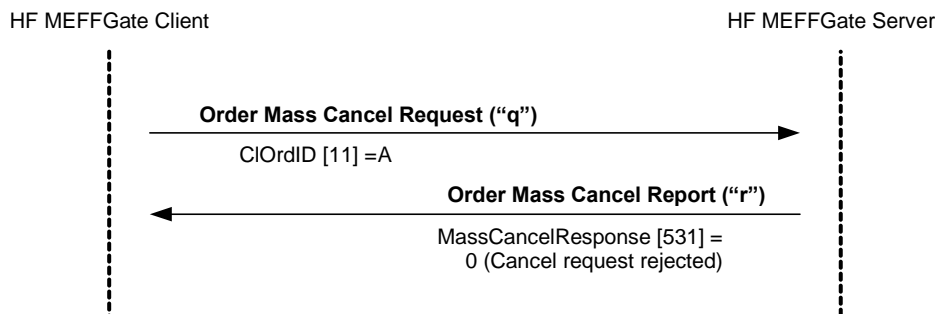 HF MEFFGate Client
HF MEFFGate Server
Order Mass Cancel Request (“q”)
ClOrdID [11] =A
Order Mass Cancel Report (“r”)
MassCancelResponse [531] =
0 (Cancel request rejected)